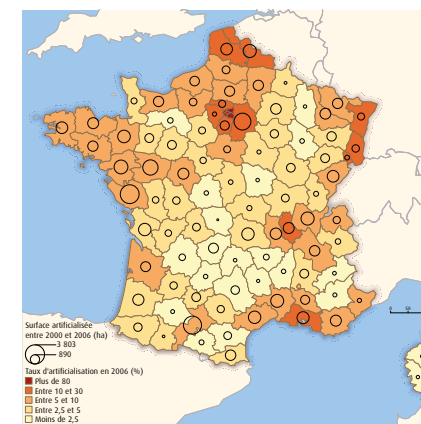 Surface artificialisée
entre 2000 et 2006 (ha)
3 803
890
Taux d'artificialisation en 2006 (%)
Plus de 80
Entre 10 et 30
Entre 5 et 10
Entre 2,5 et 5
Moins de 2,5